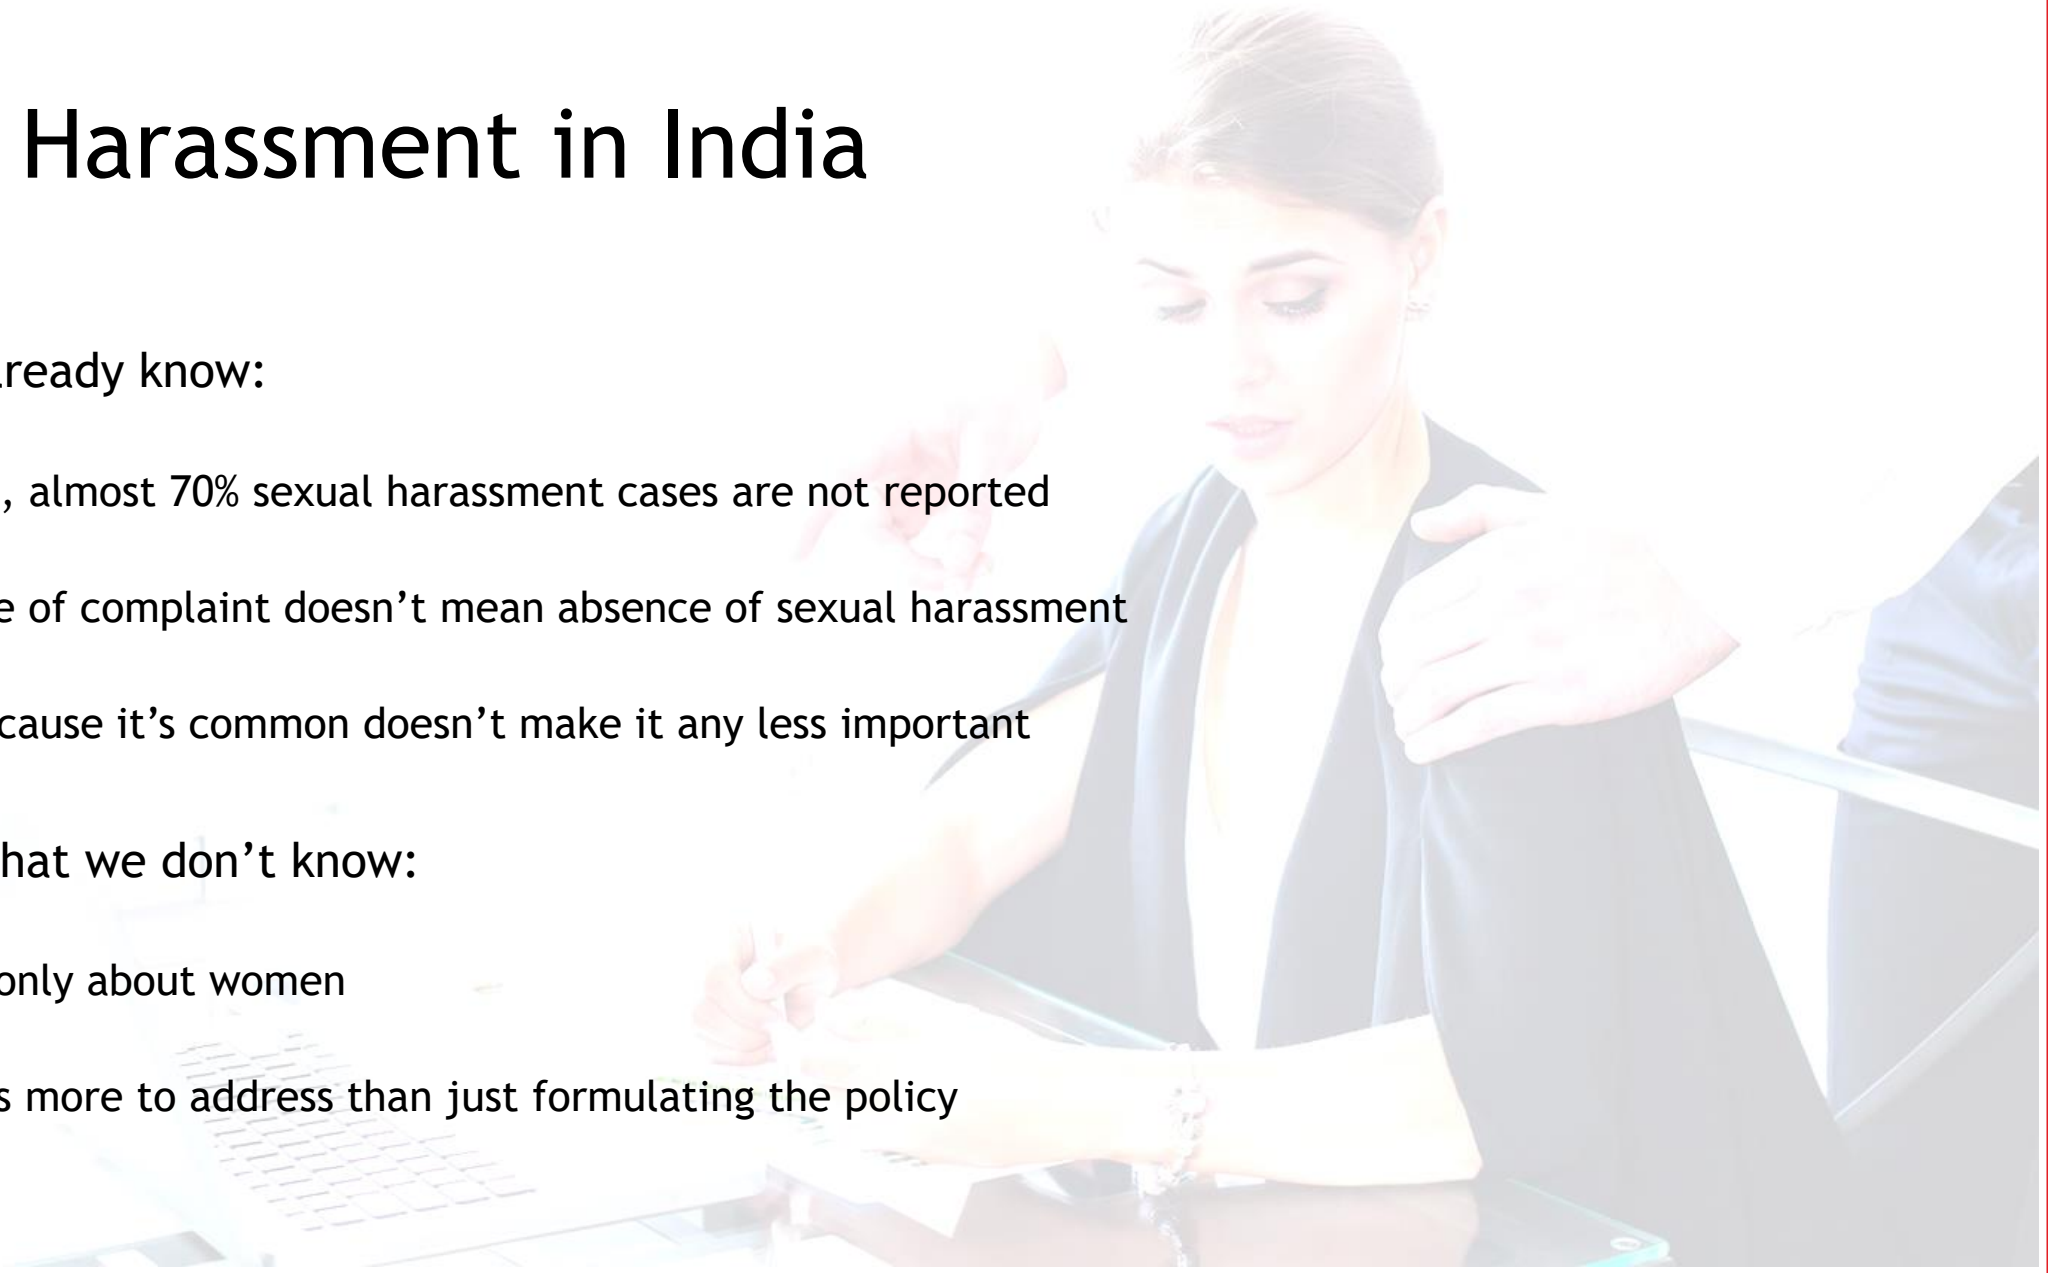 Harassment in India
ready know:
, almost 70% sexual harassment cases are not reported
e of complaint doesn’t mean absence of sexual harassment
cause it’s common doesn’t make it any less important
hat we don’t know:
only about women
s more to address than just formulating the policy